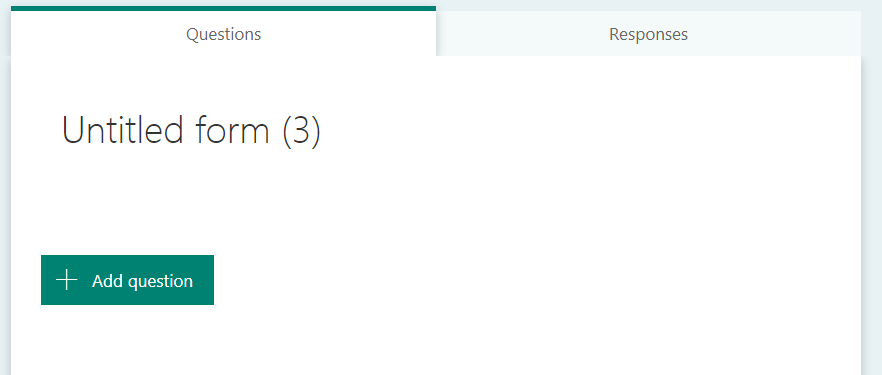 Questions
Responses
Untitled form (3)
Add question